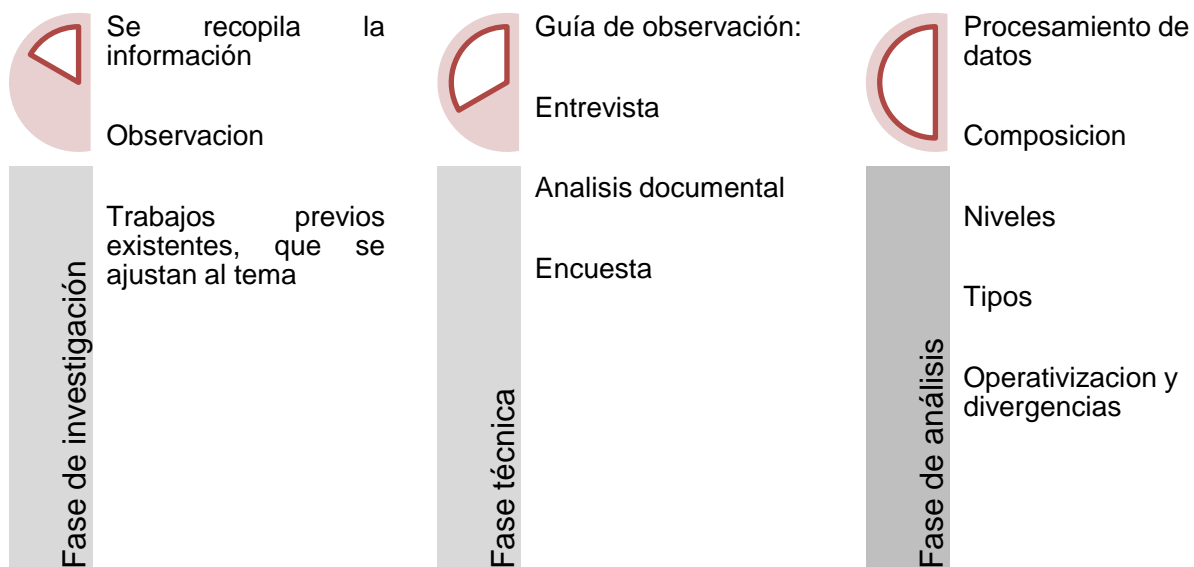 Se recopila la
información
Observacion
Trabajos previos
existentes, que se
ajustan al tema
Fase de investigación
Guía de observación:
Entrevista
Analisis documental
Encuesta
Fase técnica
Procesamiento de
datos
Composicion
Niveles
Tipos
Operativizacion y
divergencias
Fase de análisis